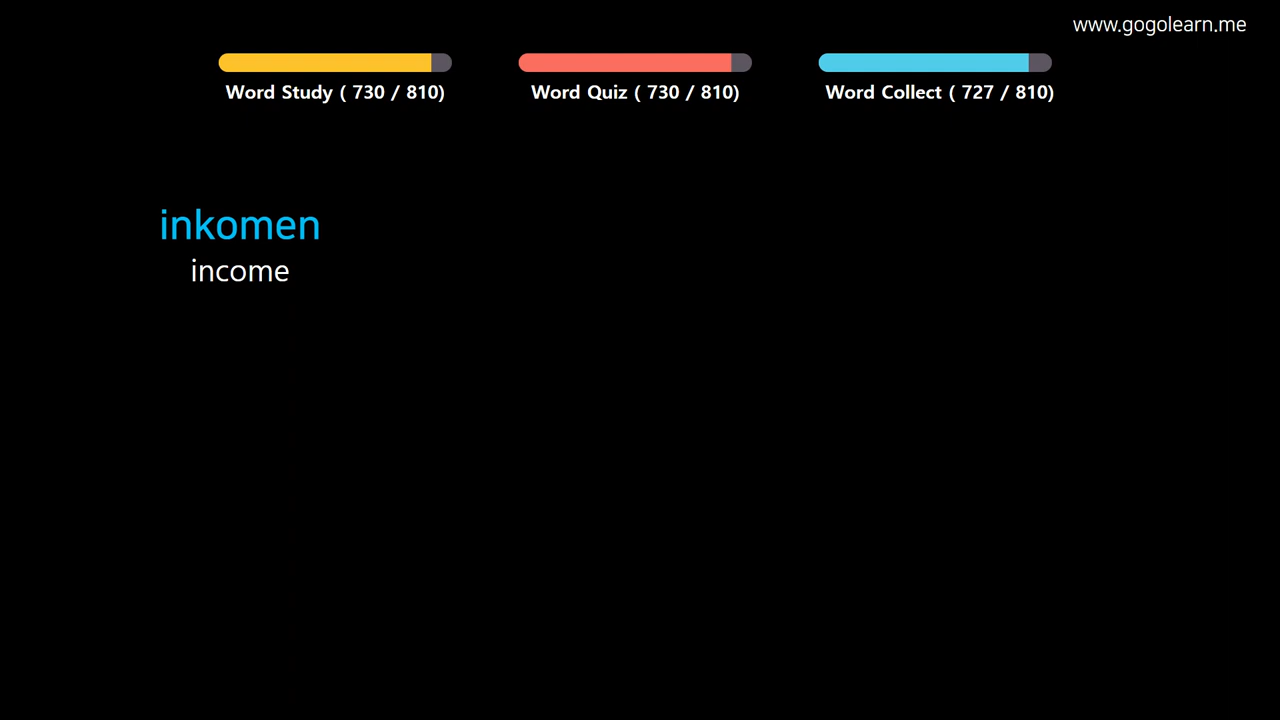 www.gogolearn.me
Word Study ( 730 / 810)
Word Quiz ( 730 / 810)
Word Collect ( 727 / 810)
inkomen
income